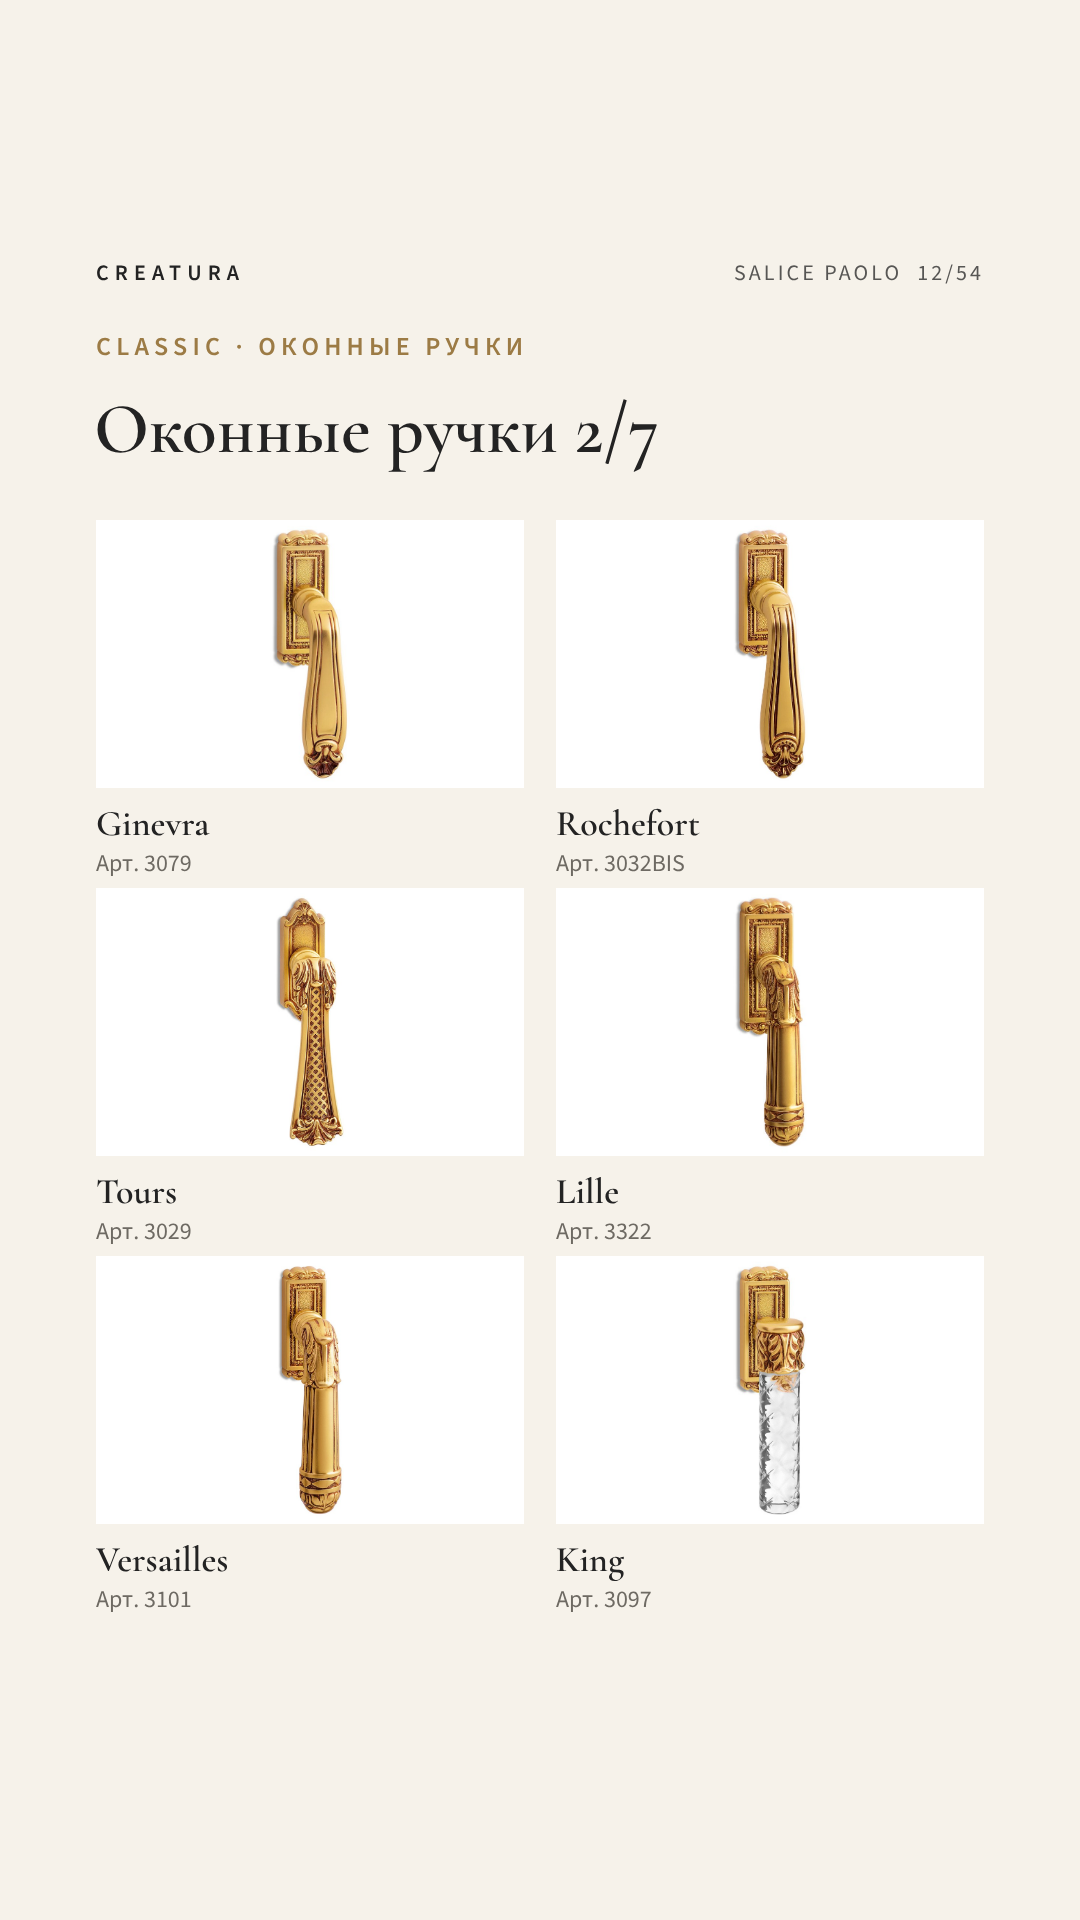 CREATURA
SALICE PAOLO 12/54
CLASSIC · ОКОННЫЕ РУЧКИ
Оконные ручки 2/7
Ginevra
Арт. 3079
Rochefort
Арт. 3032BIS
Tours
Арт. 3029
Lille
Арт. 3322
Versailles
Арт. 3101
King
Арт. 3097